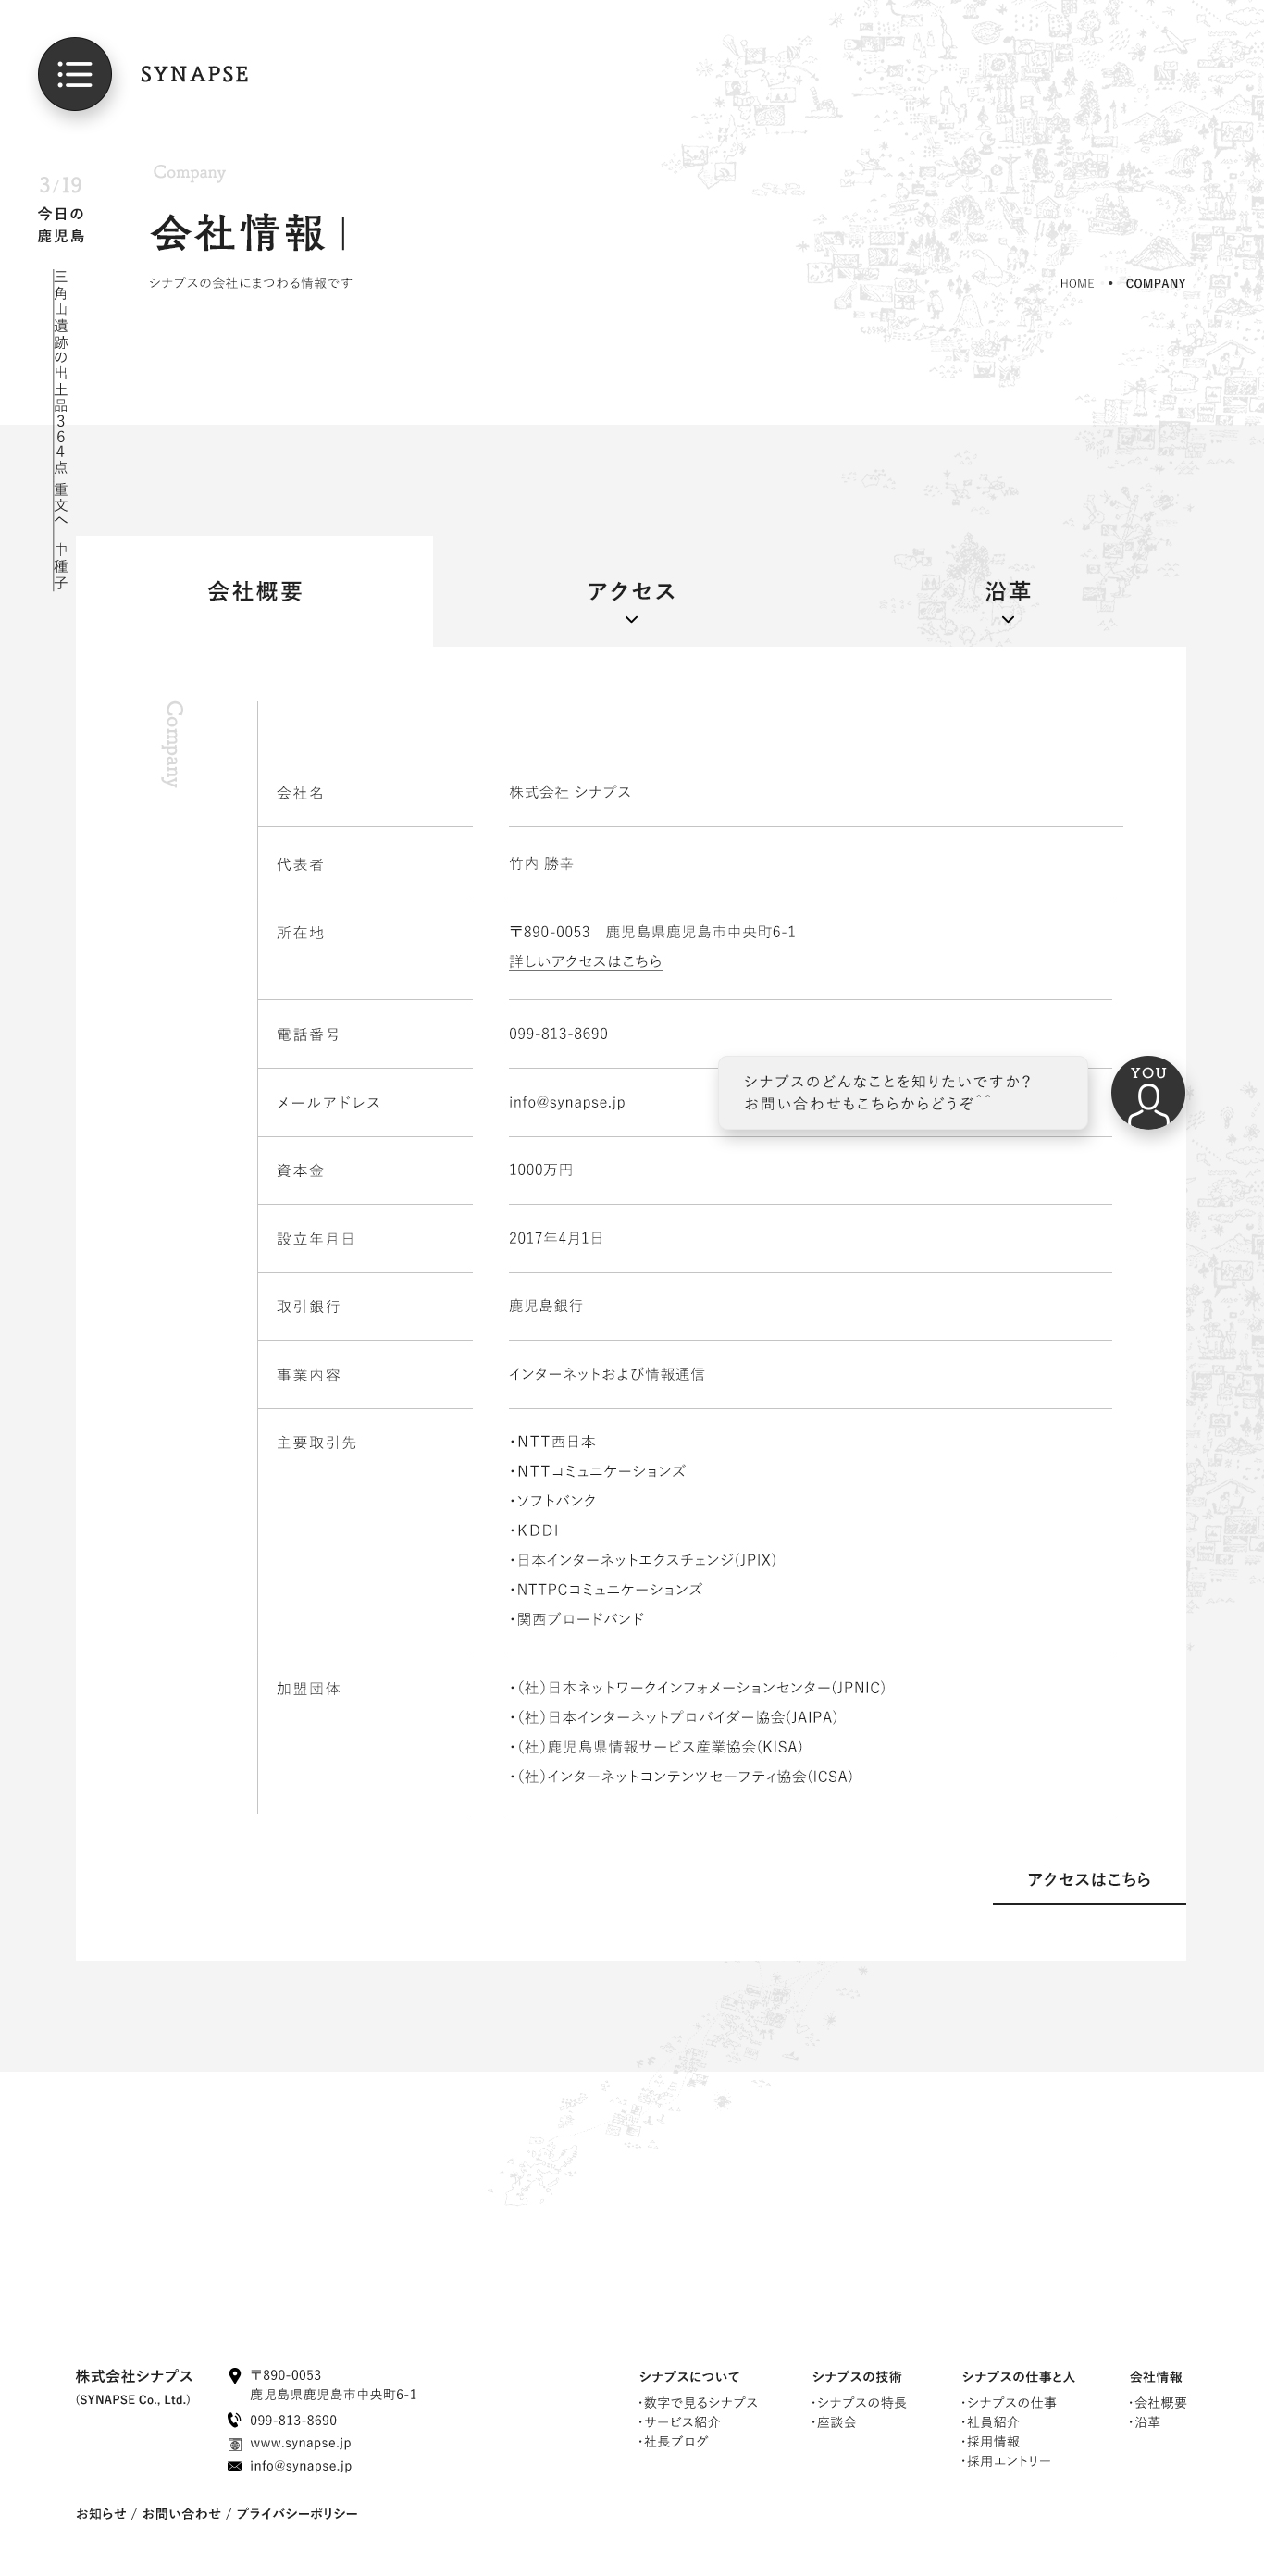 SYNAPSE
3/19
今日の
鹿児島
三角山遺跡の出土品364点 重文へ　中種子
Company
会社情報
シナプスの会社にまつわる情報です
HOME • COMPANY
会社概要
アクセス
沿革
Company
会社名
株式会社 シナプス
代表者
竹内 勝幸
所在地
〒890-0053　鹿児島県鹿児島市中央町6-1
詳しいアクセスはこちら
電話番号
099-813-8690
メールアドレス
info@synapse.jp
シナプスのどんなことを知りたいですか？
お問い合わせもこちらからどうぞ＾＾
YOU
資本金
1000万円
設立年月日
2017年4月1日
取引銀行
鹿児島銀行
事業内容
インターネットおよび情報通信
主要取引先
・NTT西日本
・NTTコミュニケーションズ
・ソフトバンク
・KDDI
・日本インターネットエクスチェンジ(JPIX)
・NTTPCコミュニケーションズ
・関西ブロードバンド
加盟団体
・（社）日本ネットワークインフォメーションセンター(JPNIC)
・（社）日本インターネットプロバイダー協会(JAIPA)
・（社）鹿児島県情報サービス産業協会(KISA)
・（社）インターネットコンテンツセーフティ協会(ICSA)
アクセスはこちら
株式会社シナプス
(SYNAPSE Co., Ltd.)
〒890-0053
鹿児島県鹿児島市中央町6-1
099-813-8690
www.synapse.jp
info@synapse.jp
お知らせ / お問い合わせ / プライバシーポリシー
シナプスについて
・数字で見るシナプス
・サービス紹介
・社長ブログ
シナプスの技術
・シナプスの特長
・座談会
シナプスの仕事と人
・シナプスの仕事
・社員紹介
・採用情報
・採用エントリー
会社情報
・会社概要
・沿革